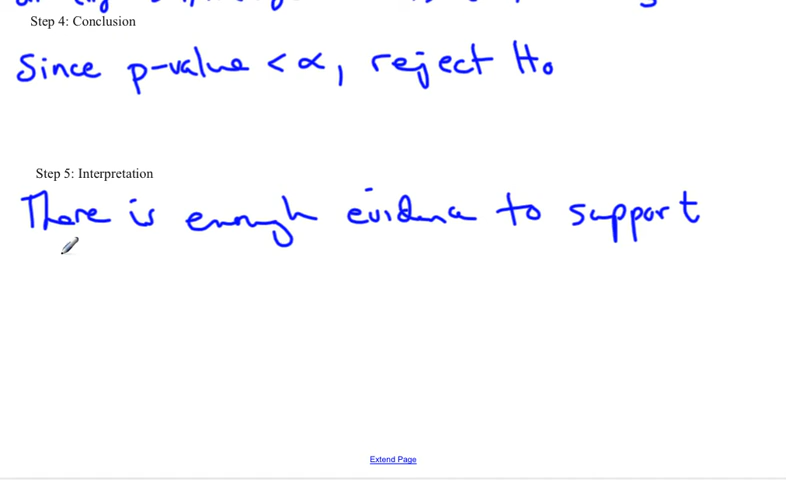 Step 4: Conclusion
Since p-value < α, reject H₀
Step 5: Interpretation
There is enough evidence to support
Extend Page